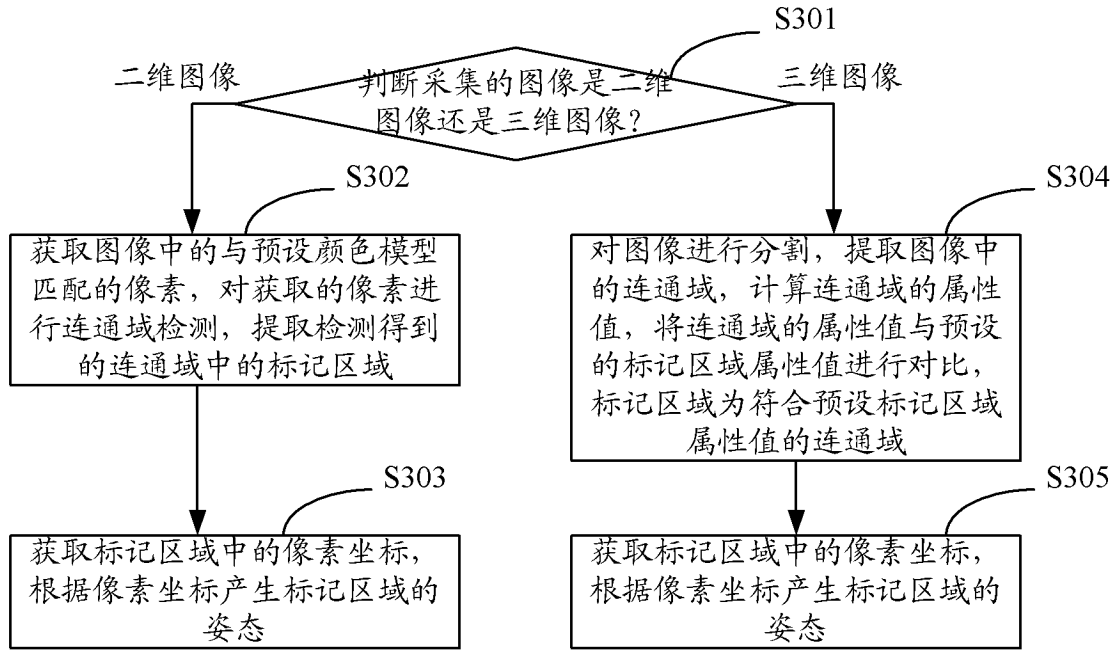 S301
二维图像
三维图像
判断采集的图像是二维
图像还是三维图像？
S302
获取图像中的与预设颜色模型
匹配的像素，对获取的像素进
行连通域检测，提取检测得到
的连通域中的标记区域
S304
对图像进行分割，提取图像中
的连通域，计算连通域的属性
值，将连通域的属性值与预设
的标记区域属性值进行对比，
标记区域为符合预设标记区域
属性值的连通域
S303
获取标记区域中的像素坐标，
根据像素坐标产生标记区域的
姿态
S305
获取标记区域中的像素坐标，
根据像素坐标产生标记区域的
姿态